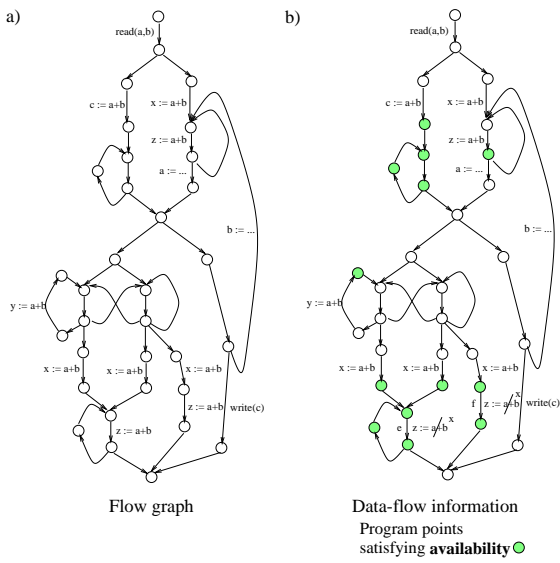 a)
read(a,b)
c := a+b
x := a+b
z := a+b
a := ...
b := ...
y := a+b
x := a+b
x := a+b
x := a+b
z := a+b
write(c)
z := a+b
Flow graph
b)
read(a,b)
c := a+b
x := a+b
z := a+b
a := ...
b := ...
y := a+b
x := a+b
x := a+b
x := a+b
f z := a+b x
write(c)
e z := a+b x
Data-flow information
Program points
satisfying availability